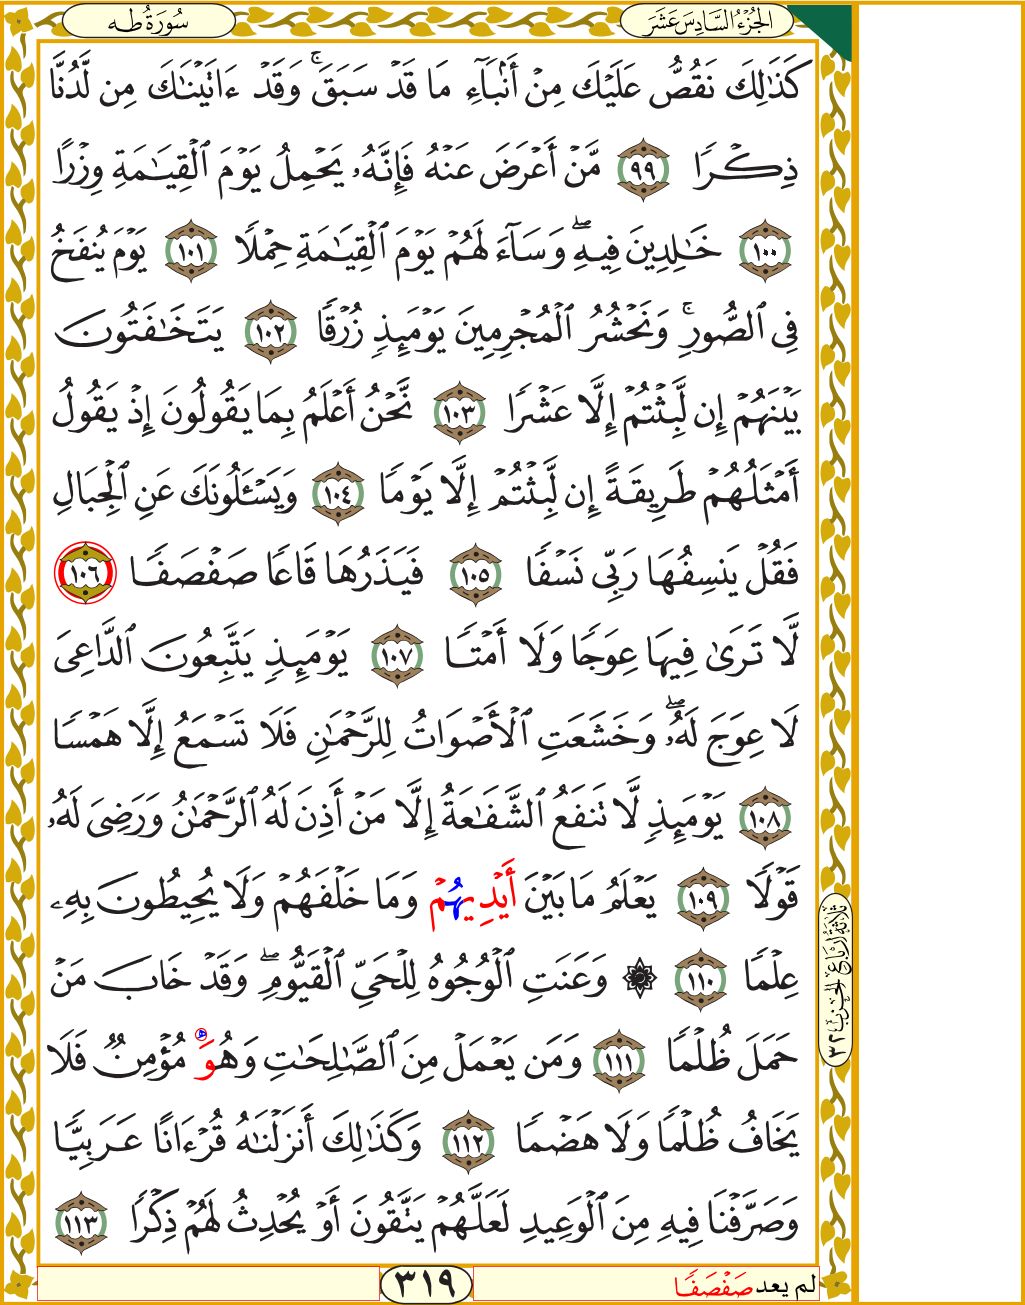 الجُزْءُ السَّادِسَ عَشَرَ
سُورَةُ طه
كَذَٰلِكَ نَقُصُّ عَلَيْكَ مِنْ أَنۢبَآءِ مَا قَدْ سَبَقَۚ وَقَدْ ءَاتَيْنَٰكَ مِن لَّدُنَّا
ذِكْرًا ٩٩ مَّنْ أَعْرَضَ عَنْهُ فَإِنَّهُۥ يَحْمِلُ يَوْمَ ٱلْقِيَٰمَةِ وِزْرًا
١٠٠ خَٰلِدِينَ فِيهِۖ وَسَآءَ لَهُمْ يَوْمَ ٱلْقِيَٰمَةِ حِمْلًا ١٠١ يَوْمَ يُنفَخُ
فِى ٱلصُّورِۚ وَنَحْشُرُ ٱلْمُجْرِمِينَ يَوْمَئِذٍ زُرْقًا ١٠٢ يَتَخَٰفَتُونَ
بَيْنَهُمْ إِن لَّبِثْتُمْ إِلَّا عَشْرًا ١٠٣ نَّحْنُ أَعْلَمُ بِمَا يَقُولُونَ إِذْ يَقُولُ
أَمْثَلُهُمْ طَرِيقَةً إِن لَّبِثْتُمْ إِلَّا يَوْمًا ١٠٤ وَيَسْـَٔلُونَكَ عَنِ ٱلْجِبَالِ
فَقُلْ يَنسِفُهَا رَبِّى نَسْفًا ١٠٥ فَيَذَرُهَا قَاعًا صَفْصَفًا ١٠٦
لَّا تَرَىٰ فِيهَا عِوَجًا وَلَآ أَمْتًا ١٠٧ يَوْمَئِذٍ يَتَّبِعُونَ ٱلدَّاعِىَ
لَا عِوَجَ لَهُۥۖ وَخَشَعَتِ ٱلْأَصْوَاتُ لِلرَّحْمَٰنِ فَلَا تَسْمَعُ إِلَّا هَمْسًا
١٠٨ يَوْمَئِذٍ لَّا تَنفَعُ ٱلشَّفَٰعَةُ إِلَّا مَنْ أَذِنَ لَهُ ٱلرَّحْمَٰنُ وَرَضِىَ لَهُۥ
قَوْلًا ١٠٩ يَعْلَمُ مَا بَيْنَ أَيْدِيهُمْ وَمَا خَلْفَهُمْ وَلَا يُحِيطُونَ بِهِۦ
عِلْمًا ١١٠ ۞ وَعَنَتِ ٱلْوُجُوهُ لِلْحَىِّ ٱلْقَيُّومِۖ وَقَدْ خَابَ مَنْ
حَمَلَ ظُلْمًا ١١١ وَمَن يَعْمَلْ مِنَ ٱلصَّٰلِحَٰتِ وَهُوَ مُؤْمِنٌ فَلَا
يَخَافُ ظُلْمًا وَلَا هَضْمًا ١١٢ وَكَذَٰلِكَ أَنزَلْنَٰهُ قُرْءَانًا عَرَبِيًّا
وَصَرَّفْنَا فِيهِ مِنَ ٱلْوَعِيدِ لَعَلَّهُمْ يَتَّقُونَ أَوْ يُحْدِثُ لَهُمْ ذِكْرًا ١١٣
ثلاثة أرباع الحزب ٣٢
لم يعد صَفْصَفًا
٣١٩